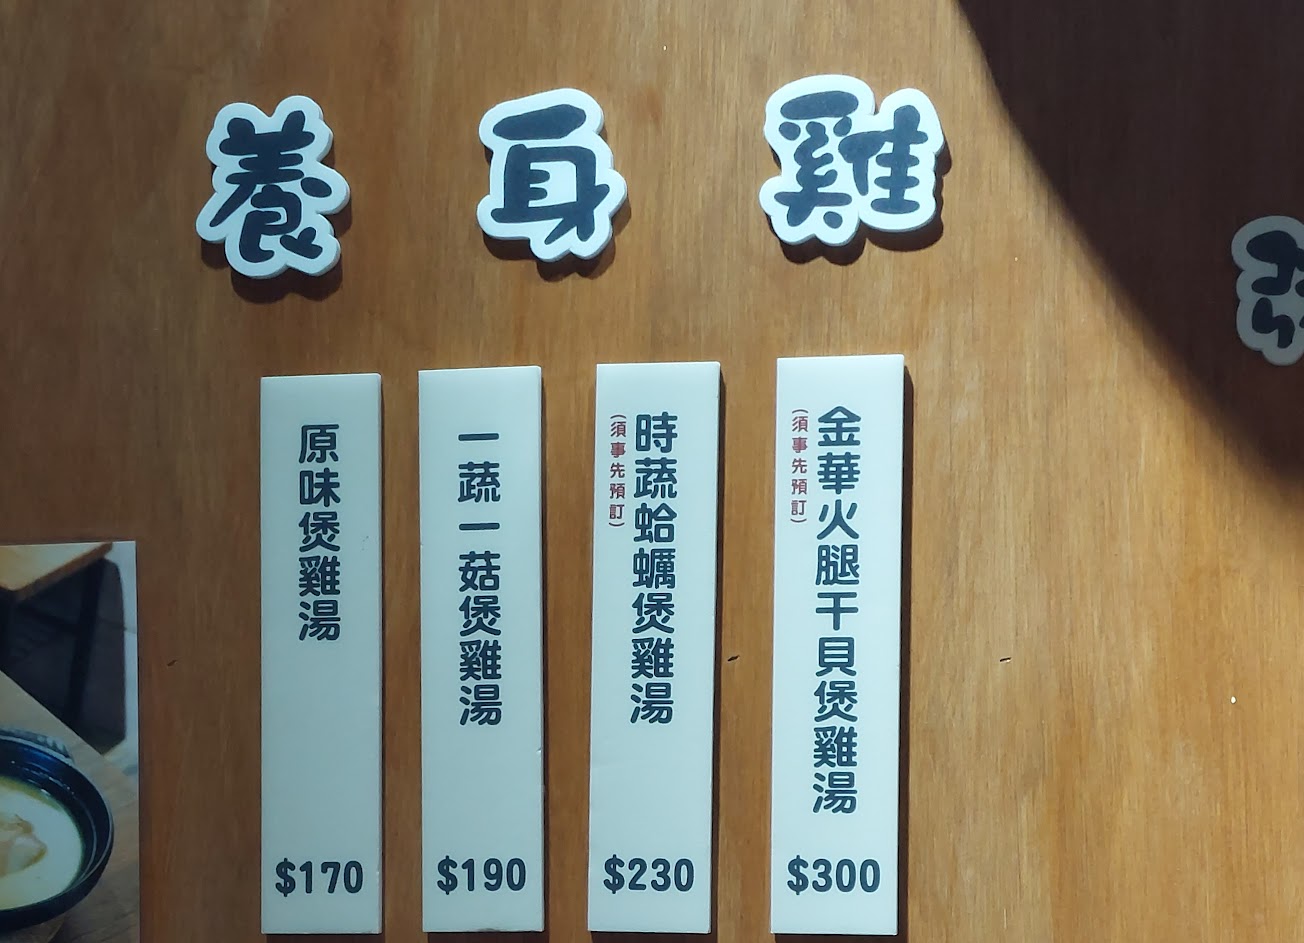 養身雞
原味煲雞湯
$170
一蔬一菇煲雞湯
$190
時蔬蛤蠣煲雞湯
(須事先預訂)
$230
金華火腿干貝煲雞湯
(須事先預訂)
$300